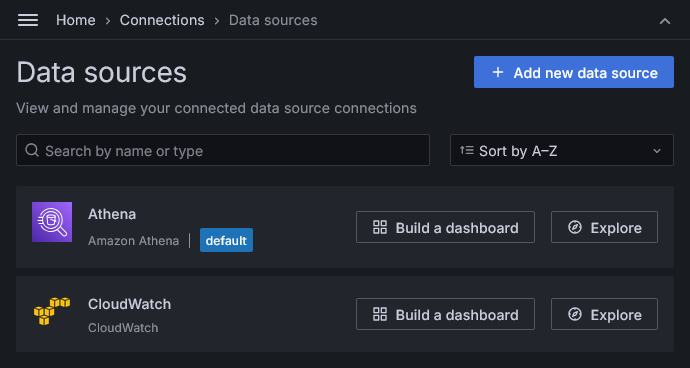 Home > Connections > Data sources
Data sources
+ Add new data source
View and manage your connected data source connections
Search by name or type
Sort by A–Z
Athena
Amazon Athena | default
Build a dashboard
Explore
CloudWatch
CloudWatch
Build a dashboard
Explore